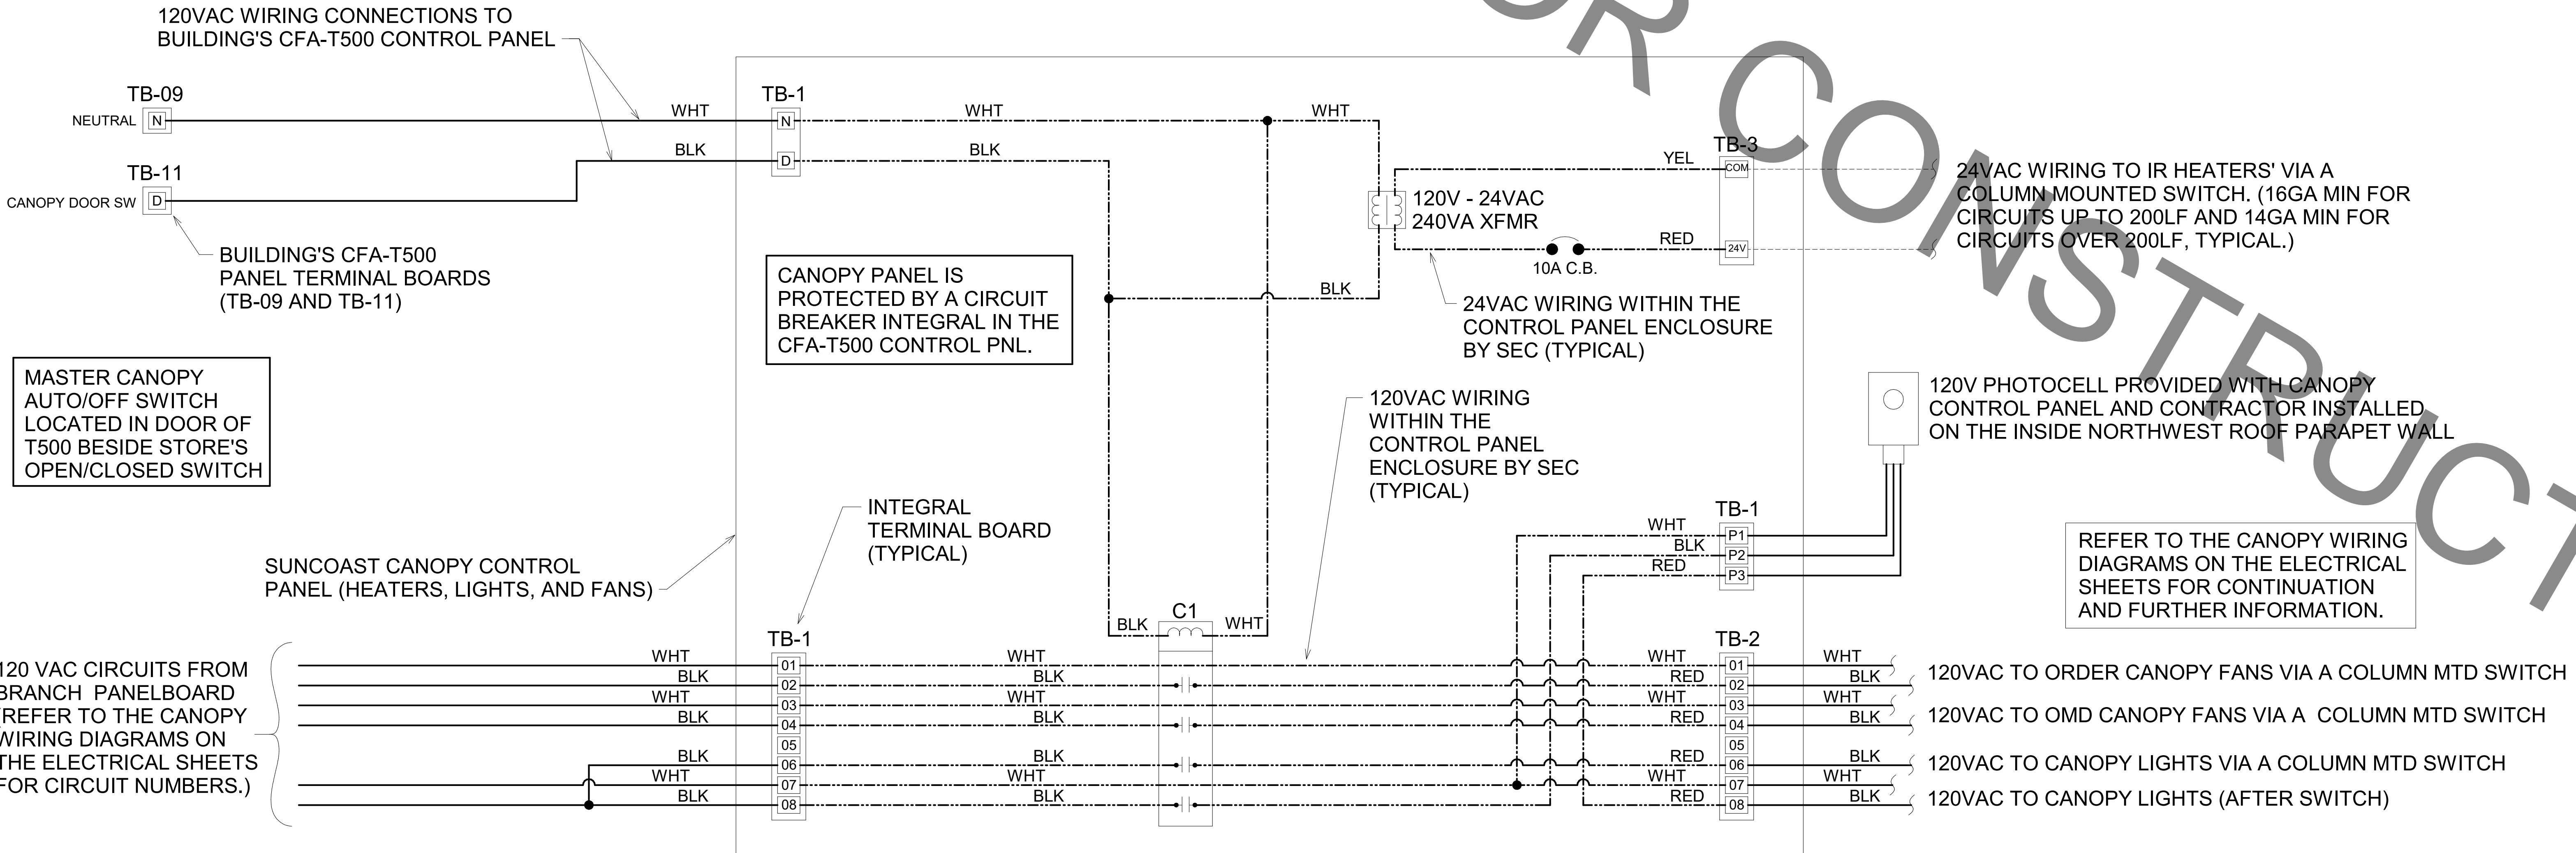 120VAC WIRING CONNECTIONS TO
BUILDING'S CFA-T500 CONTROL PANEL
TB-09
NEUTRAL N
WHT
TB-1
N
WHT
WHT
TB-11
CANOPY DOOR SW D
BLK
D
BLK
BUILDING'S CFA-T500
PANEL TERMINAL BOARDS
(TB-09 AND TB-11)
CANOPY PANEL IS
PROTECTED BY A CIRCUIT
BREAKER INTEGRAL IN THE
CFA-T500 CONTROL PNL.
120V - 24VAC
240VA XFMR
BLK
YEL
TB-3
COM
10A C.B.
RED
24V
24VAC WIRING TO IR HEATERS' VIA A
COLUMN MOUNTED SWITCH. (16GA MIN FOR
CIRCUITS UP TO 200LF AND 14GA MIN FOR
CIRCUITS OVER 200LF, TYPICAL.)
24VAC WIRING WITHIN THE
CONTROL PANEL ENCLOSURE
BY SEC (TYPICAL)
OR CONSTRUCT
MASTER CANOPY
AUTO/OFF SWITCH
LOCATED IN DOOR OF
T500 BESIDE STORE'S
OPEN/CLOSED SWITCH
120VAC WIRING
WITHIN THE
CONTROL PANEL
ENCLOSURE BY SEC
(TYPICAL)
120V PHOTOCELL PROVIDED WITH CANOPY
CONTROL PANEL AND CONTRACTOR INSTALLED
ON THE INSIDE NORTHWEST ROOF PARAPET WALL
INTEGRAL
TERMINAL BOARD
(TYPICAL)
SUNCOAST CANOPY CONTROL
PANEL (HEATERS, LIGHTS, AND FANS)
TB-1
WHT P1
BLK P2
RED P3
REFER TO THE CANOPY WIRING
DIAGRAMS ON THE ELECTRICAL
SHEETS FOR CONTINUATION
AND FURTHER INFORMATION.
C1
BLK WHT
120 VAC CIRCUITS FROM
BRANCH PANELBOARD
(REFER TO THE CANOPY
WIRING DIAGRAMS ON
THE ELECTRICAL SHEETS
FOR CIRCUIT NUMBERS.)
TB-1
TB-2
WHT 01 WHT WHT 01 WHT
BLK 02 BLK RED 02 BLK
WHT 03 WHT WHT 03 WHT
BLK 04 BLK RED 04 BLK
05 05
BLK 06 BLK RED 06 BLK
WHT 07 WHT WHT 07 WHT
BLK 08 BLK RED 08 BLK
120VAC TO ORDER CANOPY FANS VIA A COLUMN MTD SWITCH
120VAC TO OMD CANOPY FANS VIA A COLUMN MTD SWITCH
120VAC TO CANOPY LIGHTS VIA A COLUMN MTD SWITCH
120VAC TO CANOPY LIGHTS (AFTER SWITCH)